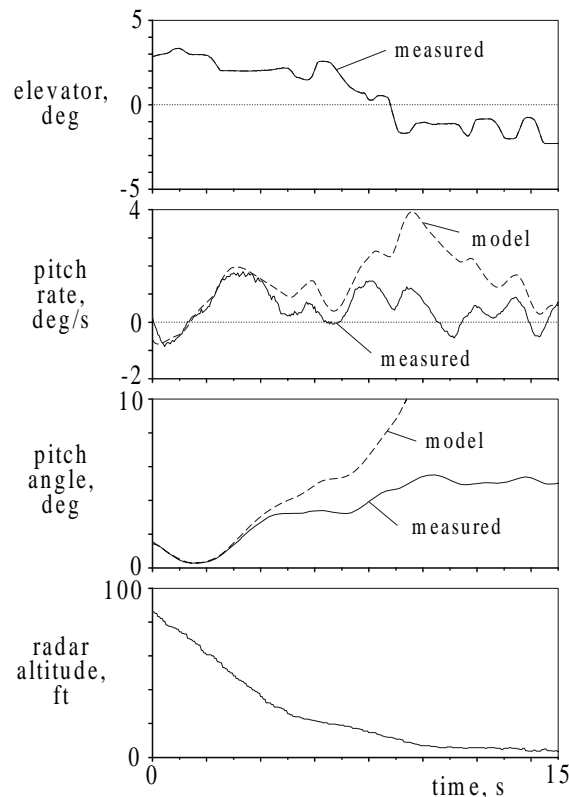 5
measured
elevator,
deg
0
-5
4
model
pitch
rate,
deg/s
2
0
measured
-2
10
model
pitch
angle,
deg
measured
0
100
radar
altitude,
ft
0
0
15
time, s